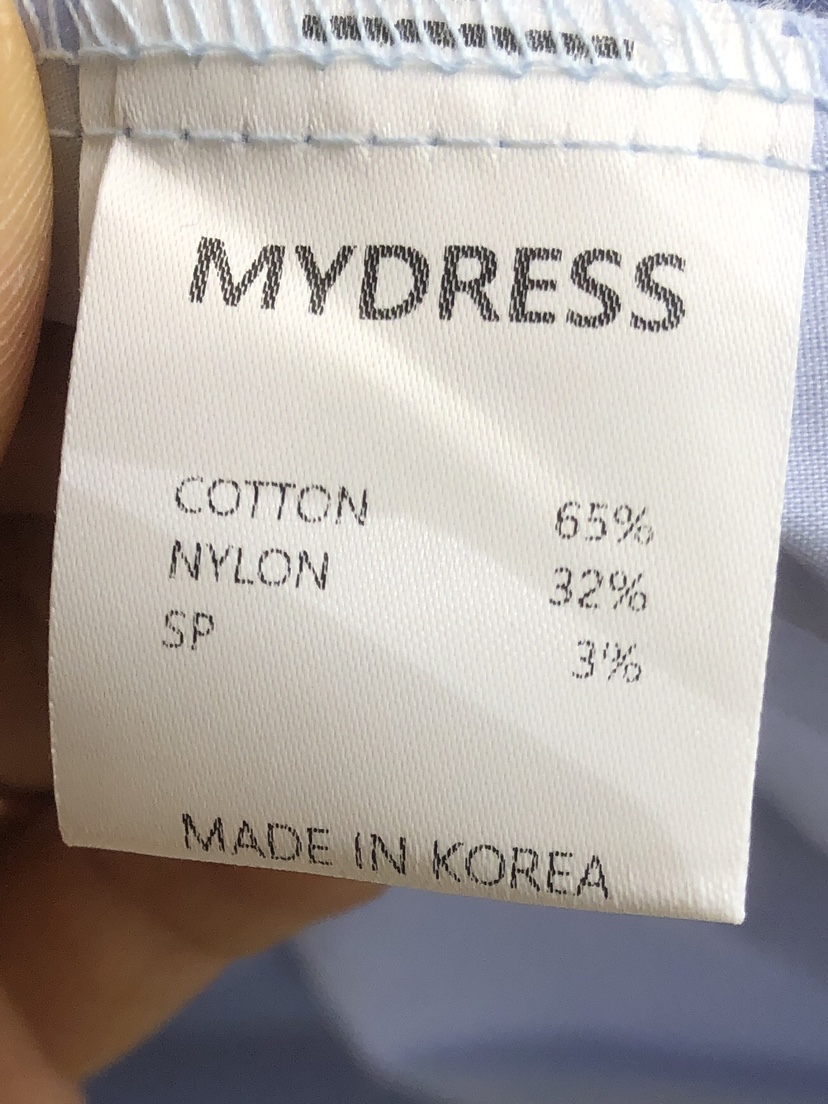 MYDRESS
COTTON 65%
NYLON 32%
SP 3%
MADE IN KOREA